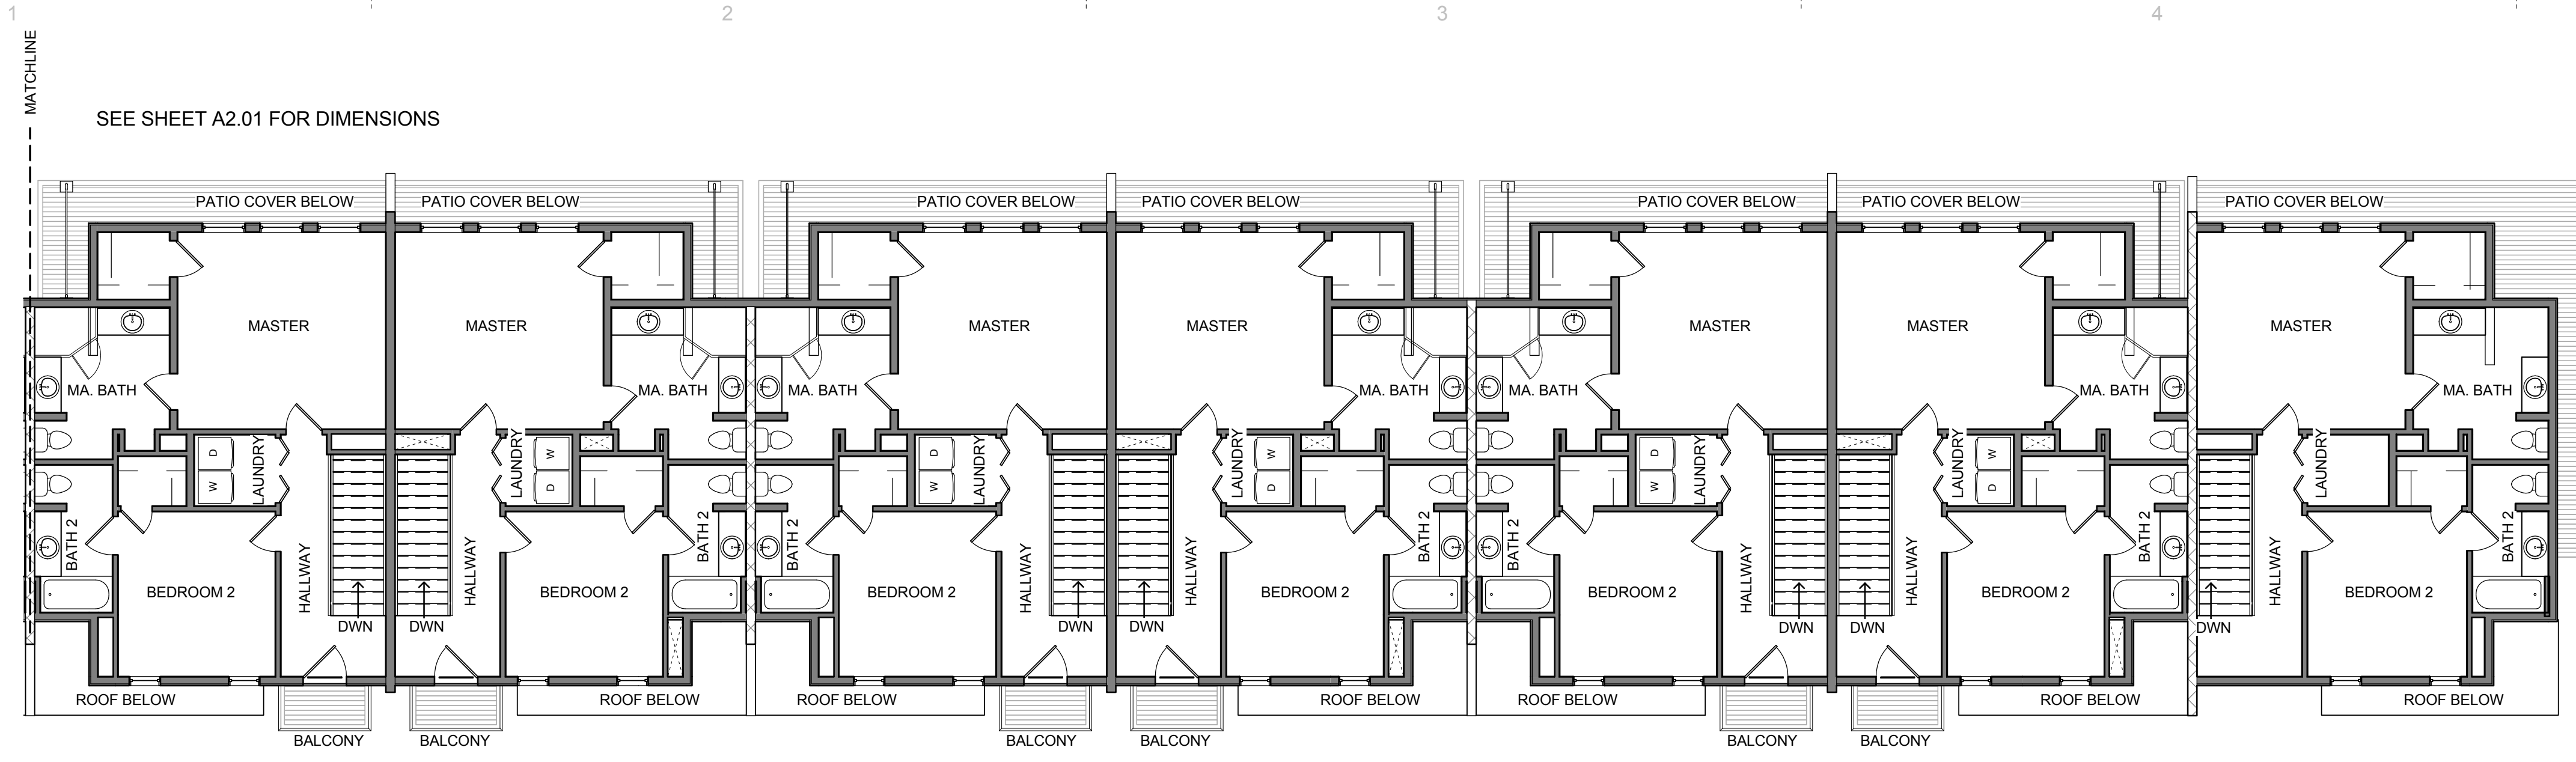 1
2
3
4
MATCHLINE
SEE SHEET A2.01 FOR DIMENSIONS
PATIO COVER BELOW
PATIO COVER BELOW
PATIO COVER BELOW
PATIO COVER BELOW
PATIO COVER BELOW
PATIO COVER BELOW
PATIO COVER BELOW
MASTER
MASTER
MASTER
MASTER
MASTER
MASTER
MASTER
MA. BATH
MA. BATH
MA. BATH
MA. BATH
MA. BATH
MA. BATH
MA. BATH
D
W
LAUNDRY
LAUNDRY
W
D
D
W
LAUNDRY
LAUNDRY
W
D
D
W
LAUNDRY
LAUNDRY
W
D
LAUNDRY
BATH 2
HALLWAY
HALLWAY
BATH 2
BATH 2
HALLWAY
HALLWAY
BATH 2
BATH 2
HALLWAY
HALLWAY
BATH 2
HALLWAY
BATH 2
BEDROOM 2
BEDROOM 2
BEDROOM 2
BEDROOM 2
BEDROOM 2
BEDROOM 2
BEDROOM 2
DWN
DWN
DWN
DWN
DWN
DWN
DWN
ROOF BELOW
ROOF BELOW
ROOF BELOW
ROOF BELOW
ROOF BELOW
ROOF BELOW
ROOF BELOW
BALCONY
BALCONY
BALCONY
BALCONY
BALCONY
BALCONY